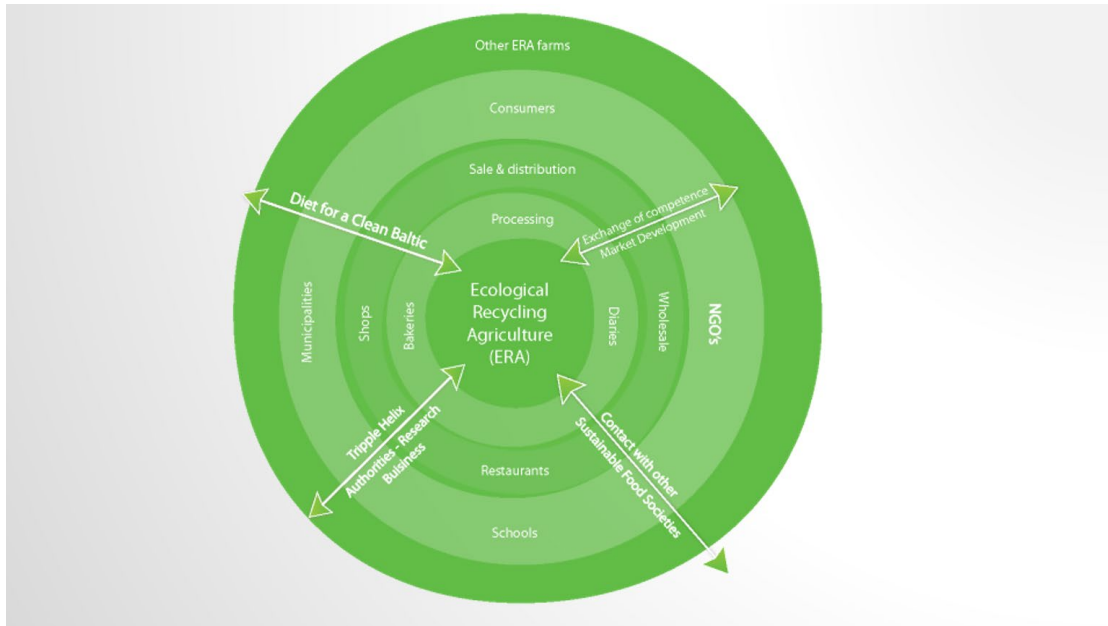 Other ERA farms
Consumers
Sale & distribution
Processing
Diet for a Clean Baltic
Exchange of competence
Market Development
Municipalities
Shops
Bakeries
Ecological
Recycling
Agriculture
(ERA)
Diaries
Wholesale
NGO's
Tripple Helix
Authorities - Research
Buisiness
Contact with other
Sustainable Food Societies
Restaurants
Schools